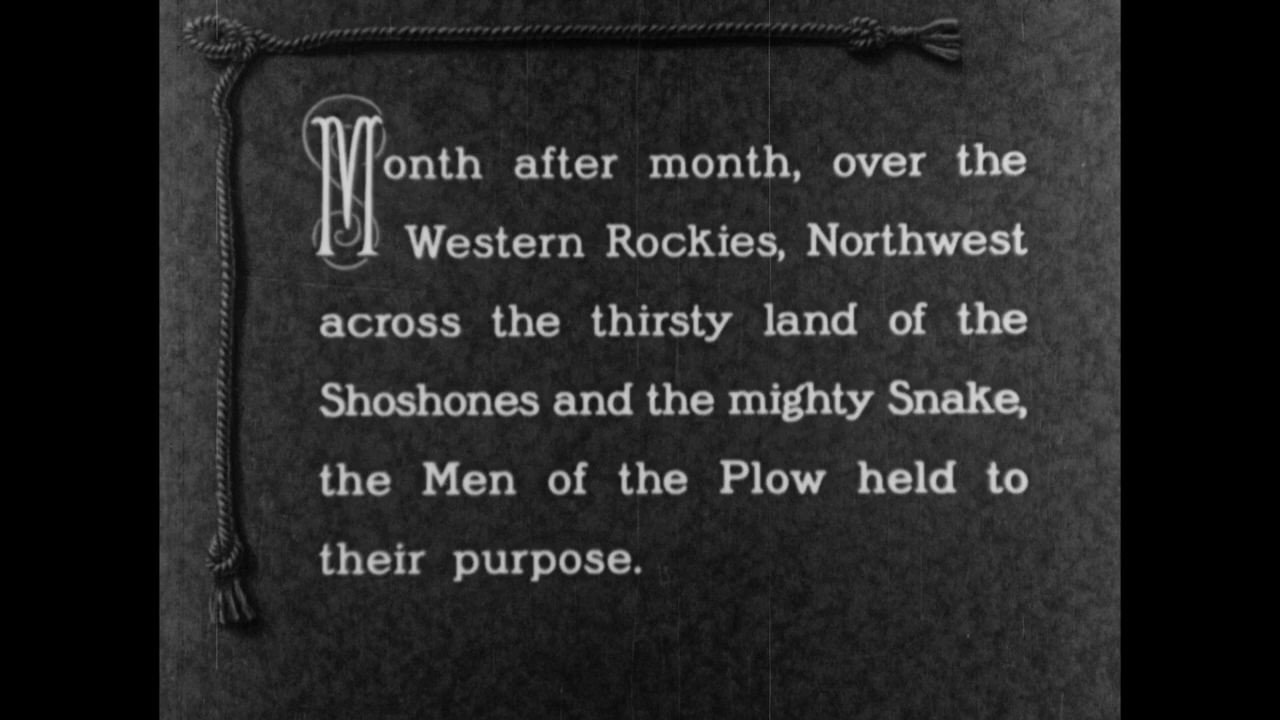 Month after month, over the
Western Rockies, Northwest
across the thirsty land of the
Shoshones and the mighty Snake,
the Men of the Plow held to
their purpose.